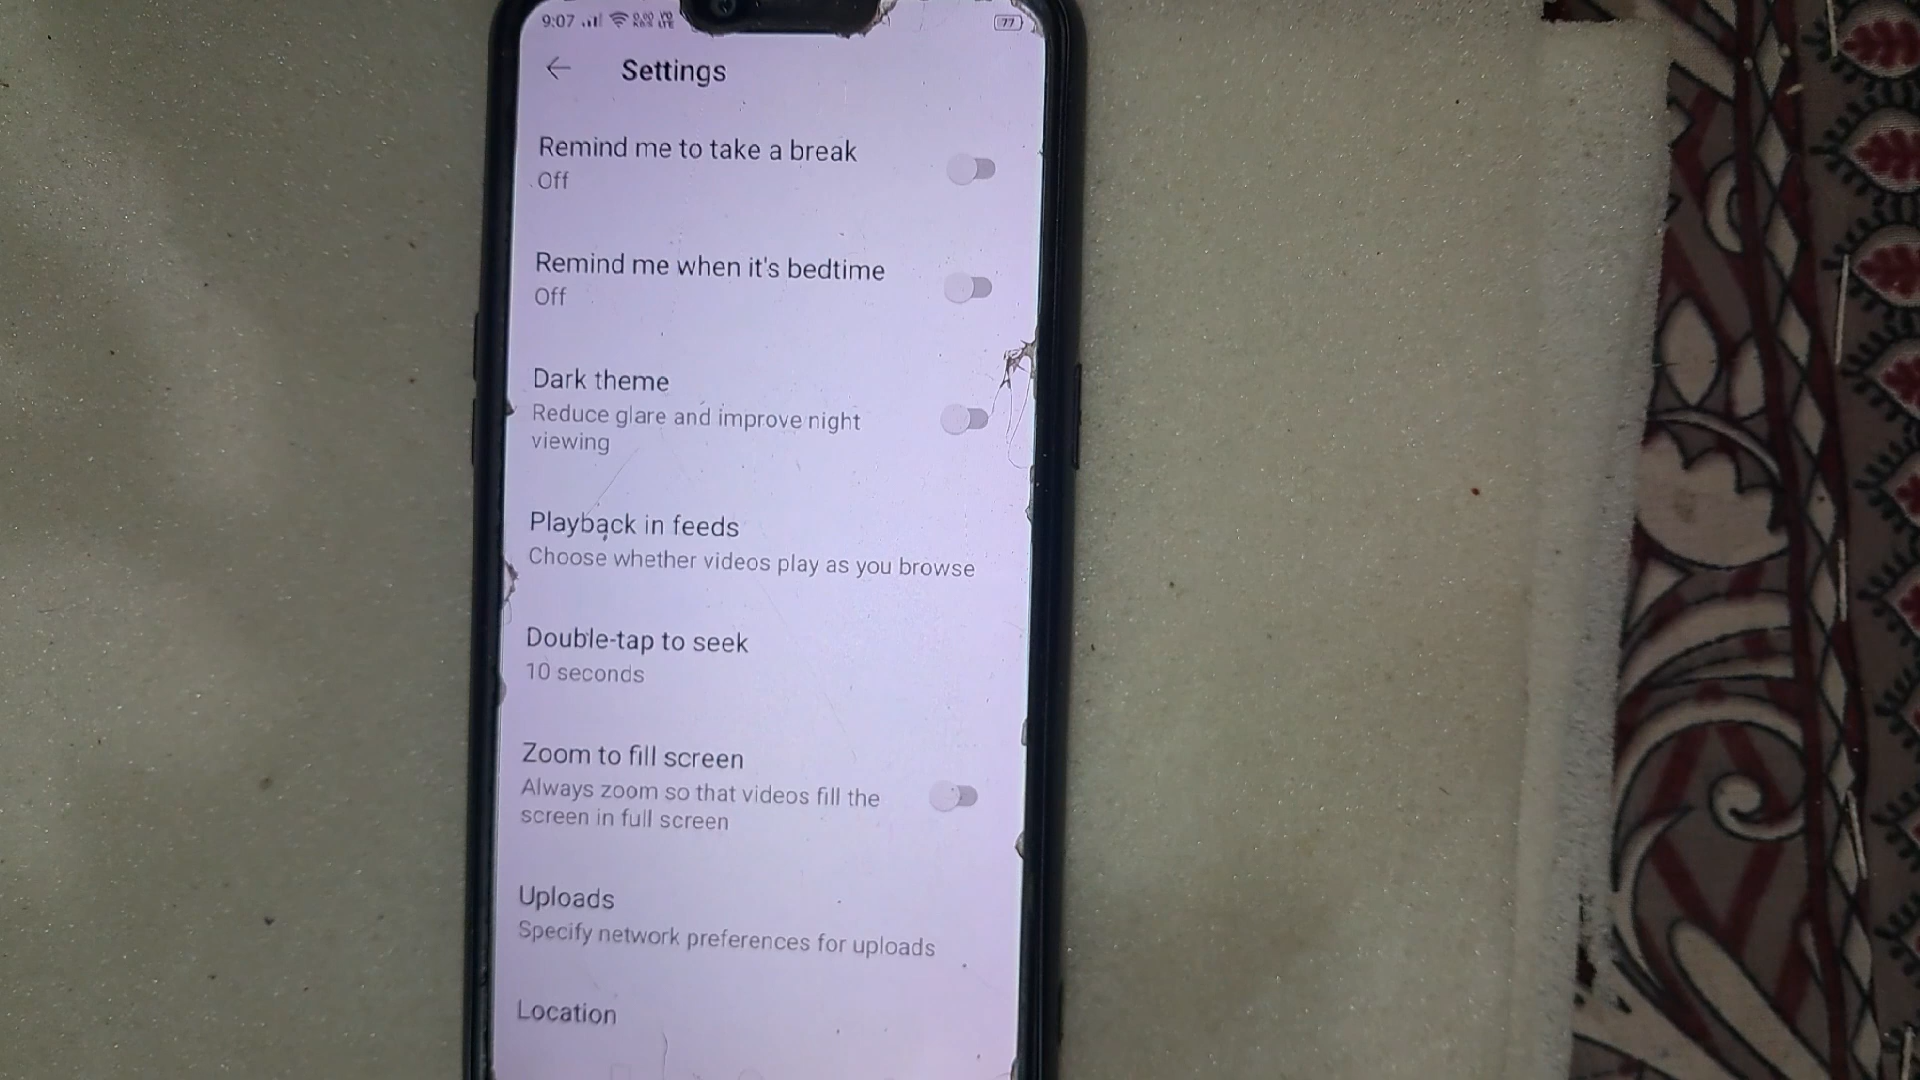 9:07
77
Settings
Remind me to take a break
Off
Remind me when it's bedtime
Off
Dark theme
Reduce glare and improve night
viewing
Playback in feeds
Choose whether videos play as you browse
Double-tap to seek
10 seconds
Zoom to fill screen
Always zoom so that videos fill the
screen in full screen
Uploads
Specify network preferences for uploads
Location